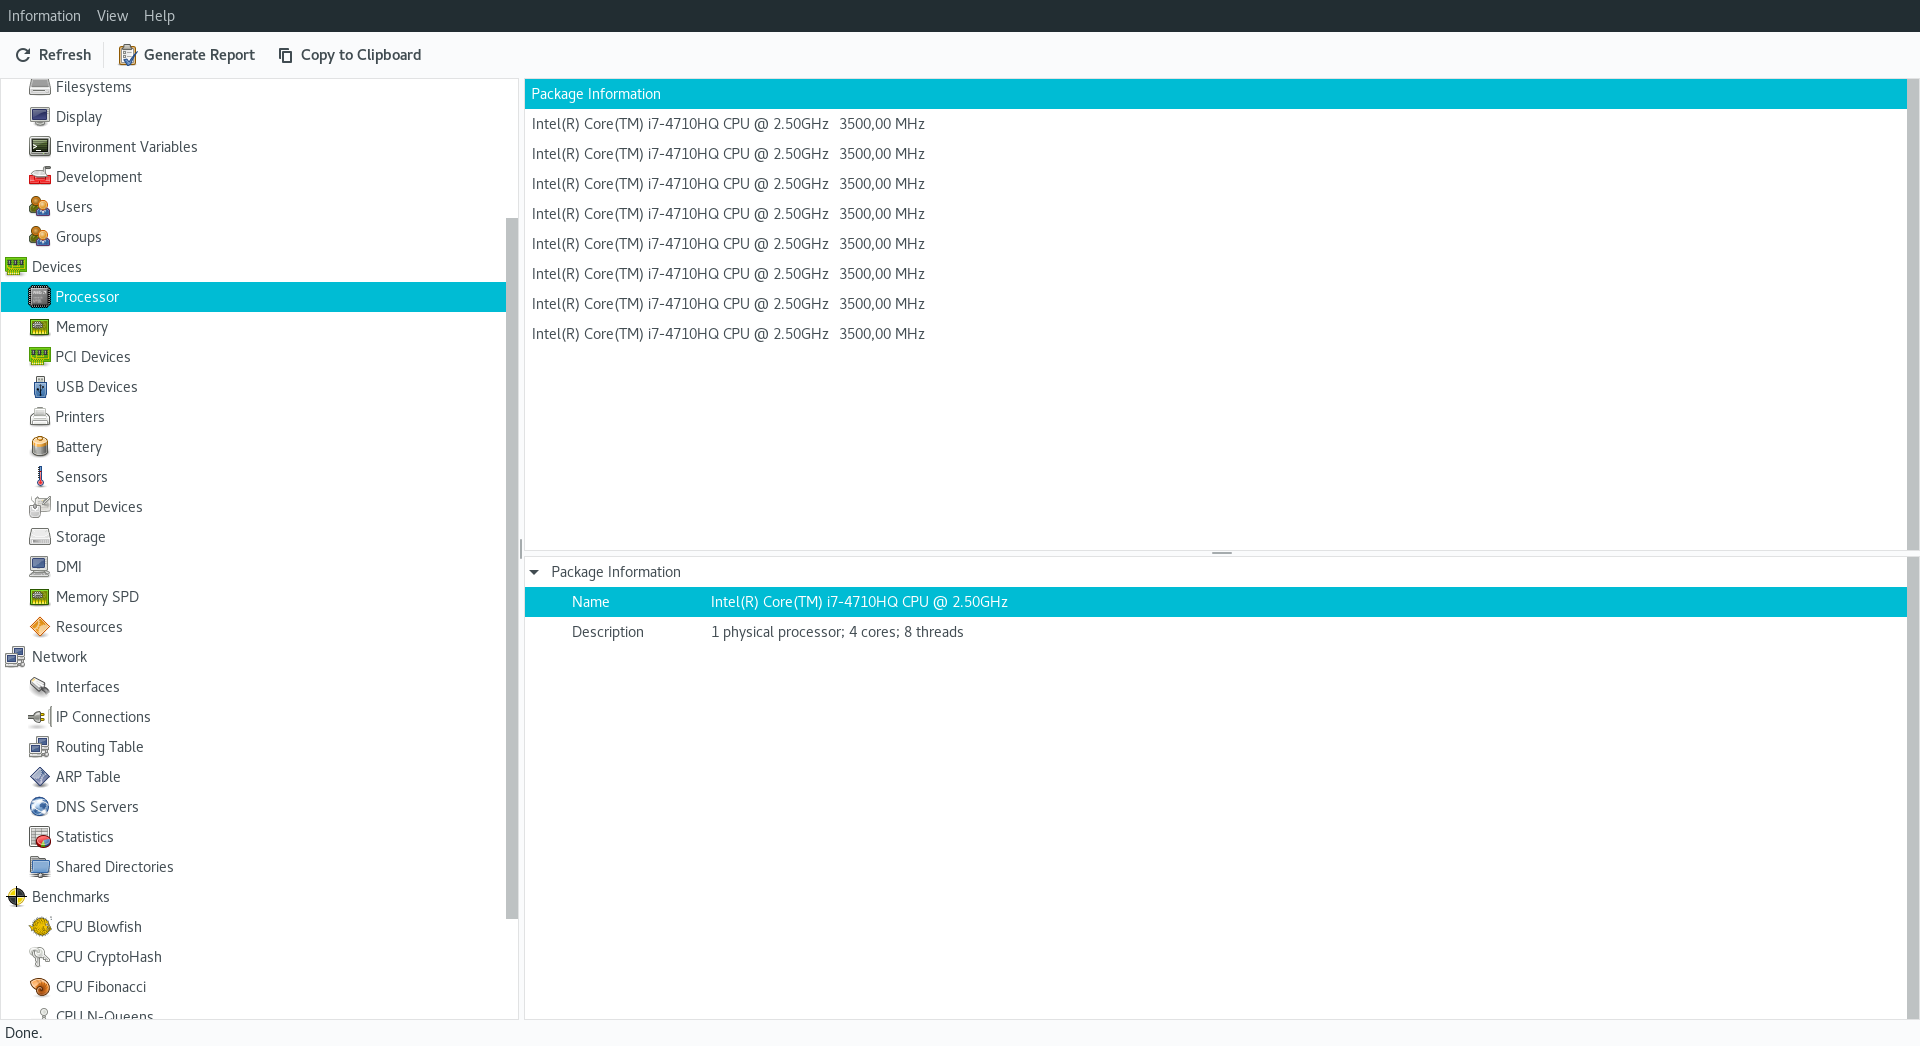 Information View Help
Refresh Generate Report Copy to Clipboard
Filesystems
Display
Environment Variables
Development
Users
Groups
Devices
Processor
Memory
PCI Devices
USB Devices
Printers
Battery
Sensors
Input Devices
Storage
DMI
Memory SPD
Resources
Network
Interfaces
IP Connections
Routing Table
ARP Table
DNS Servers
Statistics
Shared Directories
Benchmarks
CPU Blowfish
CPU CryptoHash
CPU Fibonacci
CPU N-Queens
Package Information
Intel(R) Core(TM) i7-4710HQ CPU @ 2.50GHz 3500,00 MHz
Intel(R) Core(TM) i7-4710HQ CPU @ 2.50GHz 3500,00 MHz
Intel(R) Core(TM) i7-4710HQ CPU @ 2.50GHz 3500,00 MHz
Intel(R) Core(TM) i7-4710HQ CPU @ 2.50GHz 3500,00 MHz
Intel(R) Core(TM) i7-4710HQ CPU @ 2.50GHz 3500,00 MHz
Intel(R) Core(TM) i7-4710HQ CPU @ 2.50GHz 3500,00 MHz
Intel(R) Core(TM) i7-4710HQ CPU @ 2.50GHz 3500,00 MHz
Intel(R) Core(TM) i7-4710HQ CPU @ 2.50GHz 3500,00 MHz
Package Information
Name Intel(R) Core(TM) i7-4710HQ CPU @ 2.50GHz
Description 1 physical processor; 4 cores; 8 threads
Done.